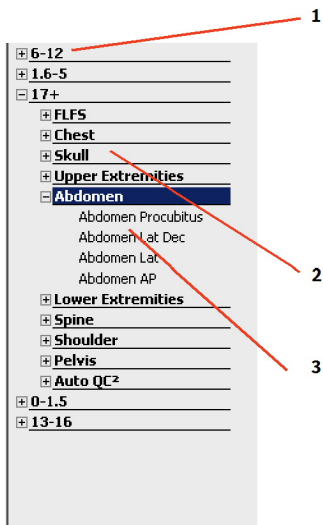 1
6-12
1.6-5
17+
FLFS
Chest
Skull
Upper Extremities
Abdomen
Abdomen Procubitus
Abdomen Lat Dec
2
Abdomen Lat
Abdomen AP
Lower Extremities
Spine
Shoulder
3
Pelvis
Auto QC²
0-1.5
13-16